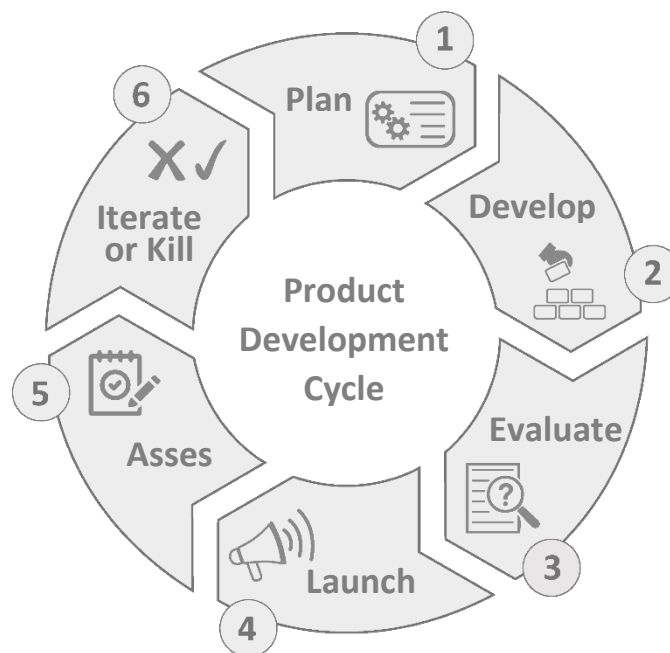 1
Plan
2
Develop
3
Evaluate
4
Launch
5
Asses
6
Iterate
or Kill
Product
Development
Cycle
?